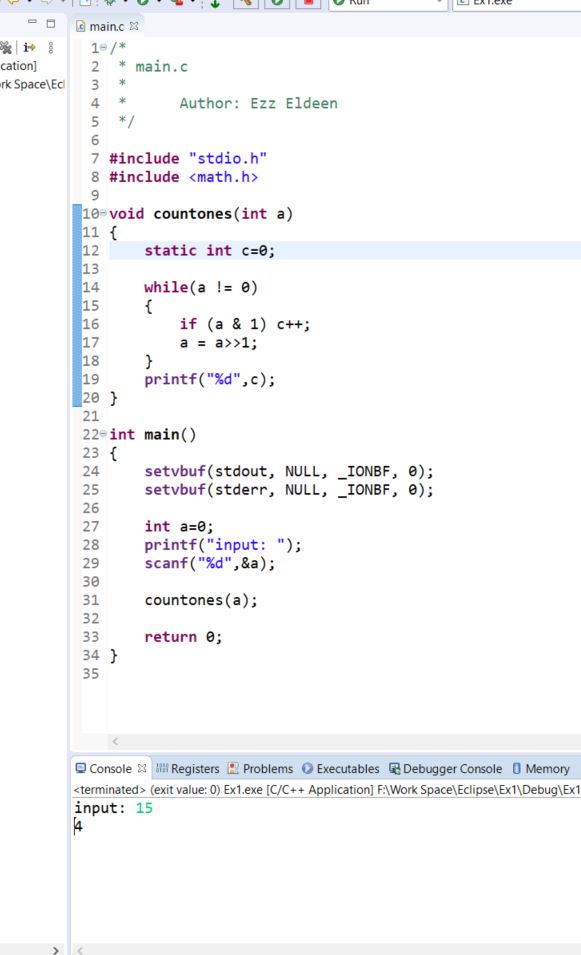 Run
Ex1.exe
main.c
cation]
rk Space\Ecl
1 /*
2  * main.c
3  *
4  *      Author: Ezz Eldeen
5  */
6
7 #include "stdio.h"
8 #include <math.h>
9
10 void countones(int a)
11 {
12     static int c=0;
13
14     while(a != 0)
15     {
16         if (a & 1) c++;
17         a = a>>1;
18     }
19     printf("%d",c);
20 }
21
22 int main()
23 {
24     setvbuf(stdout, NULL, _IONBF, 0);
25     setvbuf(stderr, NULL, _IONBF, 0);
26
27     int a=0;
28     printf("input: ");
29     scanf("%d",&a);
30
31     countones(a);
32
33     return 0;
34 }
35
Console Registers Problems Executables Debugger Console Memory
<terminated> (exit value: 0) Ex1.exe [C/C++ Application] F:\Work Space\Eclipse\Ex1\Debug\Ex1
input: 15
4